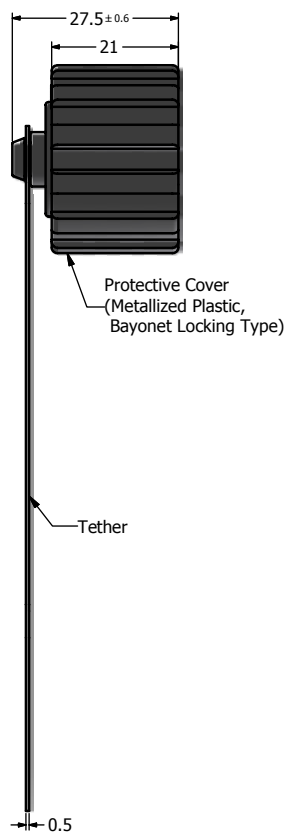 27.5 ± 0.6
21
Protective Cover
(Metallized Plastic,
Bayonet Locking Type)
Tether
0.5